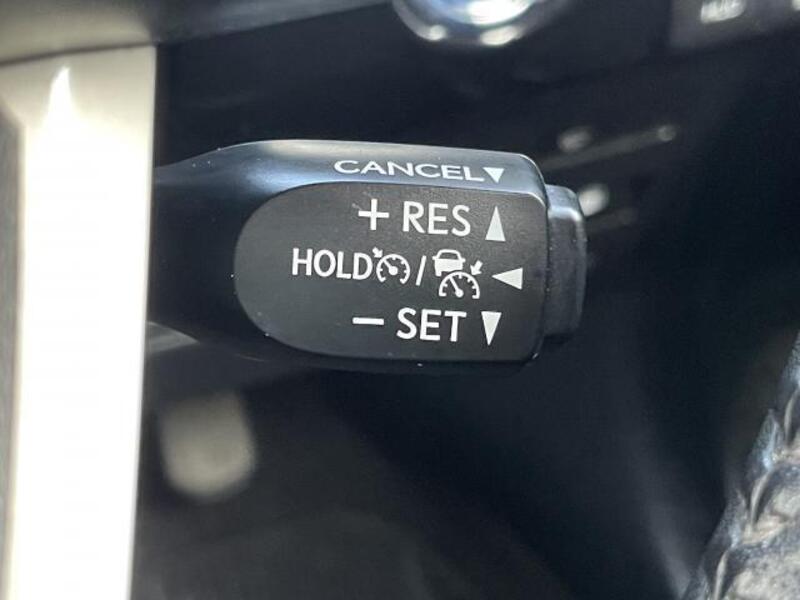 CANCEL▼
+ RES ▲
HOLD / ◀
− SET ▼